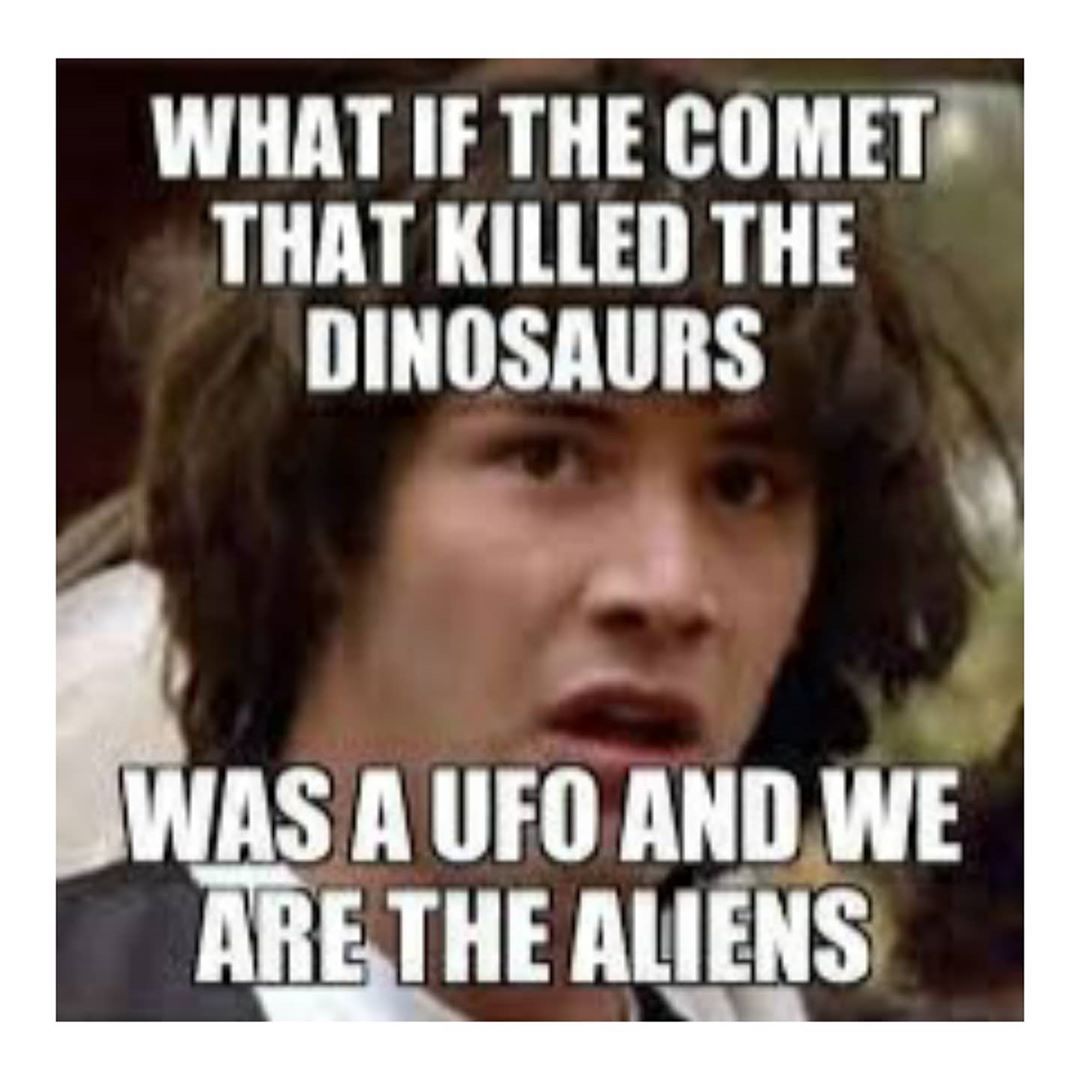 WHAT IF THE COMET
THAT KILLED THE
DINOSAURS
WAS A UFO AND WE
ARE THE ALIENS